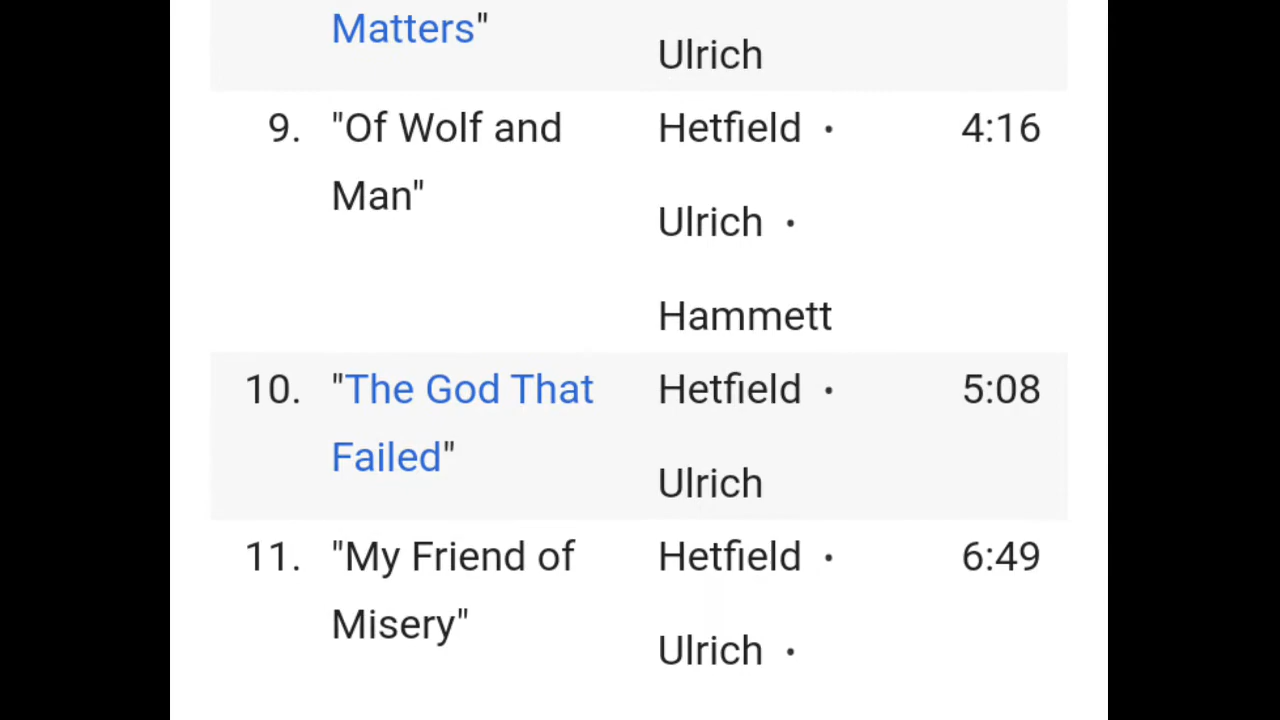 Matters"
Ulrich
9. "Of Wolf and Hetfield · 4:16
Man"
Ulrich ·
Hammett
10. "The God That Hetfield · 5:08
Failed"
Ulrich
11. "My Friend of Hetfield · 6:49
Misery"
Ulrich ·